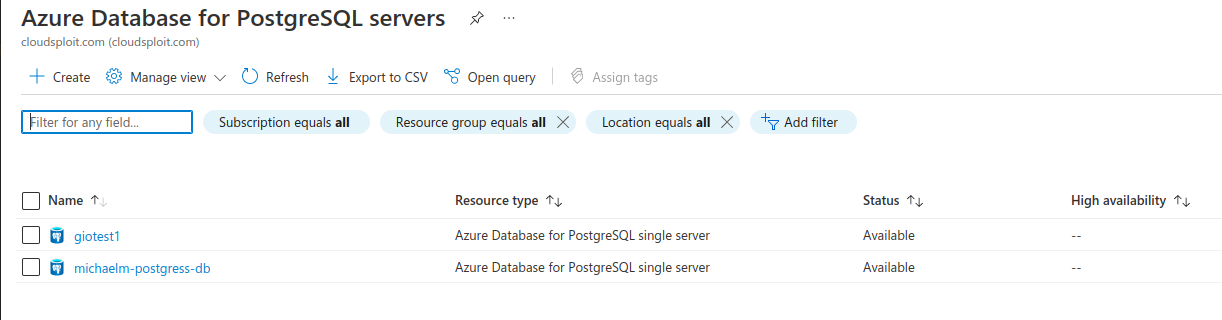 Azure Database for PostgreSQL servers
cloudsploit.com (cloudsploit.com)
Create Manage view Refresh Export to CSV Open query Assign tags
Filter for any field... Subscription equals all Resource group equals all Location equals all Add filter
Name Resource type Status High availability
giotest1 Azure Database for PostgreSQL single server Available --
michaelm-postgress-db Azure Database for PostgreSQL single server Available --